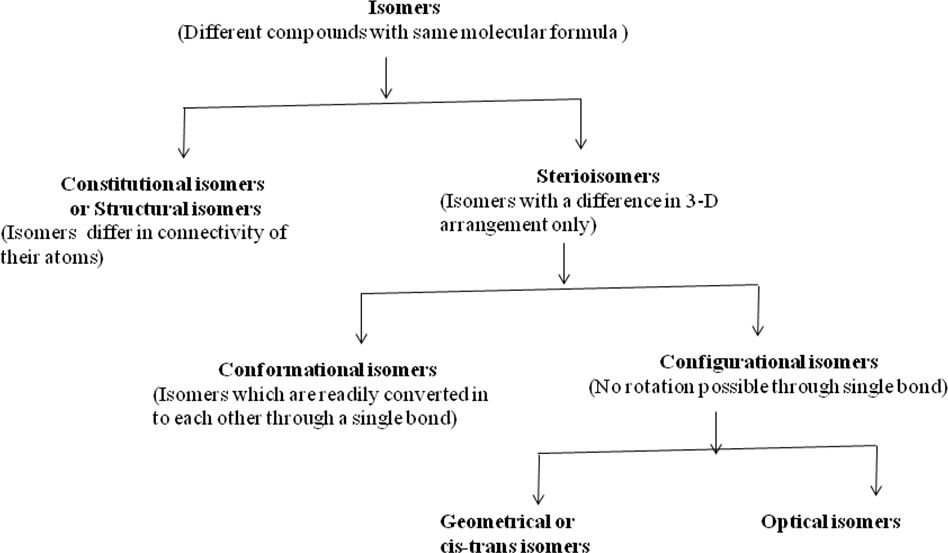 Isomers
(Different compounds with same molecular formula )
Constitutional isomers
or Structural isomers
(Isomers differ in connectivity of
their atoms)
Sterioisomers
(Isomers with a difference in 3-D
arrangement only)
Conformational isomers
(Isomers which are readily converted in
to each other through a single bond)
Configurational isomers
(No rotation possible through single bond)
Geometrical or
cis-trans isomers
Optical isomers